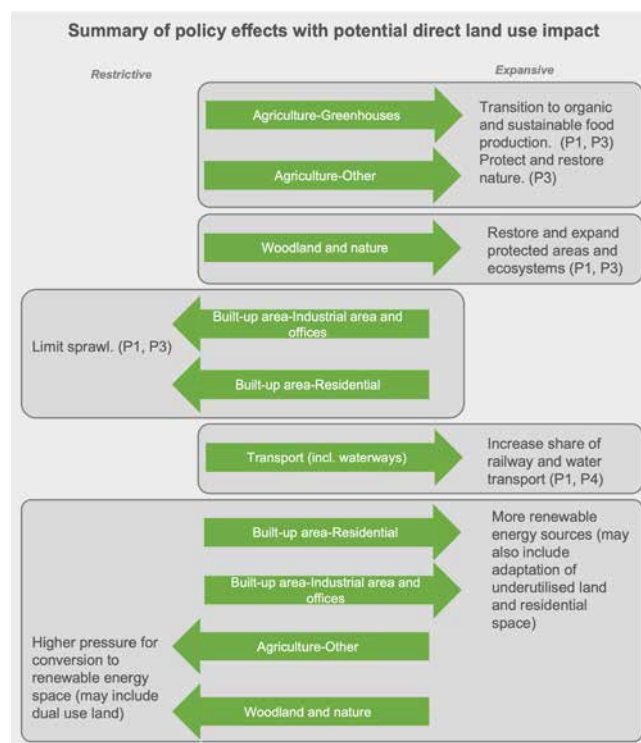 Summary of policy effects with potential direct land use impact
Restrictive
Expansive
Agriculture-Greenhouses
Agriculture-Other
Transition to organic
and sustainable food
production. (P1, P3)
Protect and restore
nature. (P3)
Woodland and nature
Restore and expand
protected areas and
ecosystems (P1, P3)
Limit sprawl. (P1, P3)
Built-up area-Industrial area and
offices
Built-up area-Residential
Transport (incl. waterways)
Increase share of
railway and water
transport (P1, P4)
Built-up area-Residential
Built-up area-Industrial area and
offices
More renewable
energy sources (may
also include
adaptation of
underutilised land
and residential
space)
Higher pressure for
conversion to
renewable energy
space (may include
dual use land)
Agriculture-Other
Woodland and nature